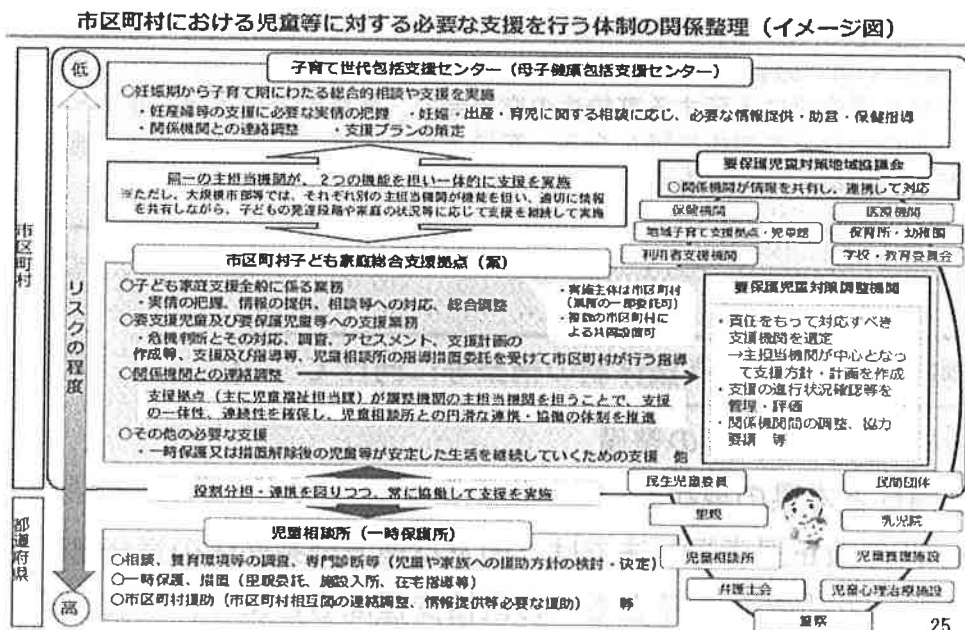 市区町村における児童等に対する必要な支援を行う体制の関係整理（イメージ図）
低
子育て世代包括支援センター（母子健康包括支援センター）
○妊娠期から子育て期にわたる総合的相談や支援を実施
・妊産婦等の支援に必要な実情の把握 ・妊娠・出産・育児に関する相談に応じ、必要な情報提供・助言・保健指導
・関係機関との連絡調整 ・支援プランの策定
同一の主担当機関が、２つの機能を担い一体的に支援を実施
※ただし、大規模市部等では、それぞれ別の主担当機関が機能を担い、適切に情報
を共有しながら、子どもの発達段階や家庭の状況等に応じて支援を継続して実施
要保護児童対策地域協議会
○関係機関が情報を共有し、連携して対応
保健機関
医療機関
地域子育て支援拠点・児童館
保育所・幼稚園
利用者支援機関
学校・教育委員会
市区町村
リスクの程度
市区町村子ども家庭総合支援拠点（案）
○子ども家庭支援全般に係る業務
・実情の把握、情報の提供、相談等への対応、総合調整
○要支援児童及び要保護児童等への支援業務
・危機判断とその対応、調査、アセスメント、支援計画の
作成等、支援及び指導等、児童相談所の指導措置委託を受けて市区町村が行う指導
○関係機関との連絡調整
支援拠点（主に児童福祉担当課）が調整機関の主担当機関を担うことで、支援
の一体性、連続性を確保し、児童相談所との円滑な連携・協働の体制を推進
○その他の必要な支援
・一時保護又は措置解除後の児童等が安定した生活を継続していくための支援 他
・実施主体は市区町村
（業務の一部委託可）
・複数の市区町村に
よる共同設置可
要保護児童対策調整機関
・責任をもって対応すべき
支援機関を選定
→主担当機関が中心となっ
て支援方針・計画を作成
・支援の進行状況確認等を
管理・評価
・関係機関間の調整、協力
要請 等
役割分担・連携を図りつつ、常に協働して支援を実施
民生児童委員
民間団体
里親
乳児院
児童相談所
児童養護施設
弁護士会
児童心理治療施設
警察
都道府県
児童相談所（一時保護所）
○相談、養育環境等の調査、専門診断等（児童や家族への援助方針の検討・決定）
○一時保護、措置（里親委託、施設入所、在宅指導等）
○市区町村援助（市区町村相互間の連絡調整、情報提供等必要な援助） 等
高
25